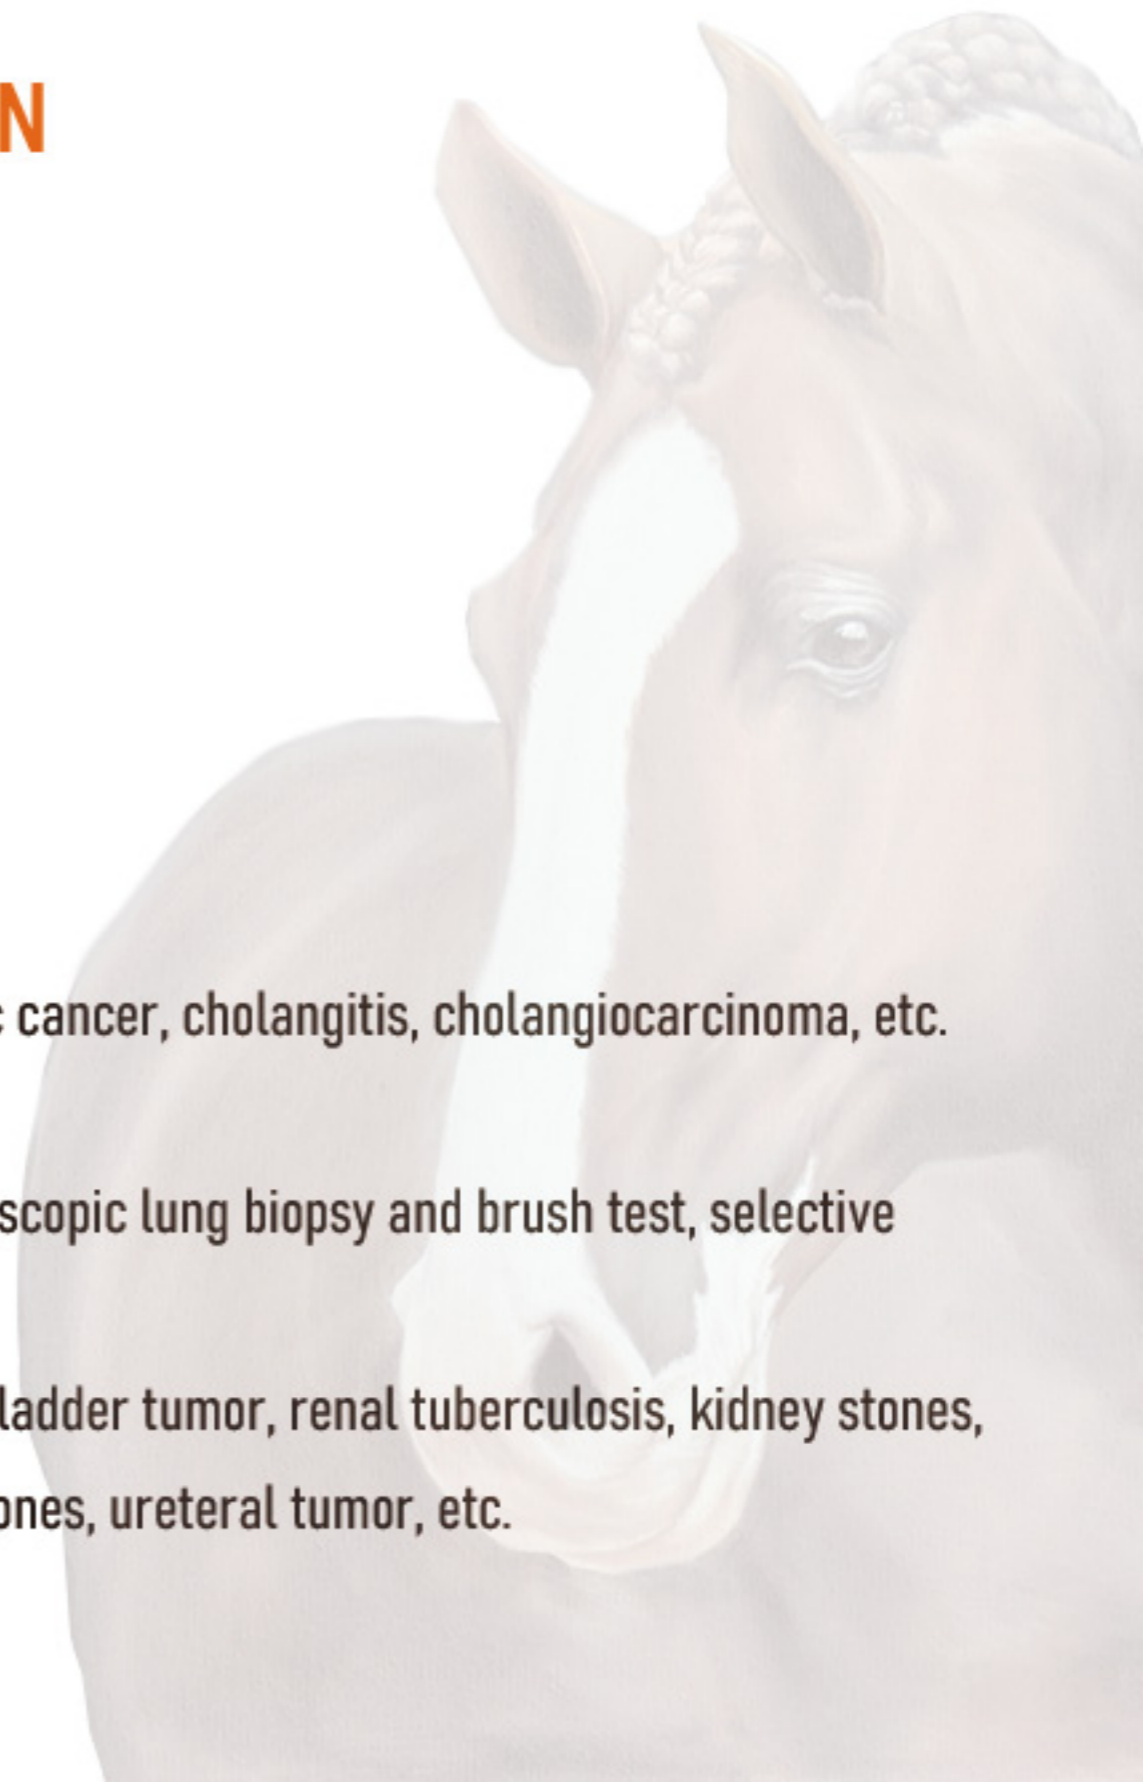 N
c cancer, cholangitis, cholangiocarcinoma, etc.
scopic lung biopsy and brush test, selective
ladder tumor, renal tuberculosis, kidney stones,
ones, ureteral tumor, etc.